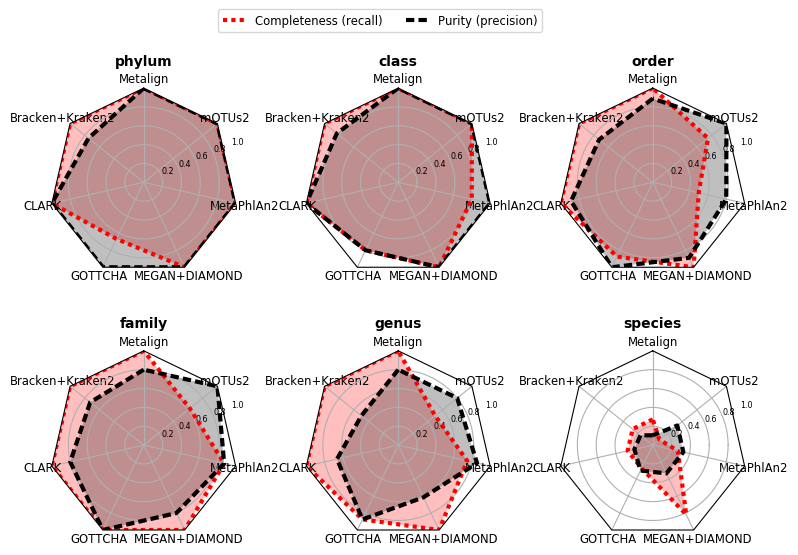 Completeness (recall) Purity (precision)
phylum class order
Metalign Metalign Metalign
Bracken+Kraken2 mOTUs2 Bracken+Kraken2 mOTUs2 Bracken+Kraken2 mOTUs2
0.2 0.4 0.6 0.8 1.0 0.2 0.4 0.6 0.8 1.0 0.2 0.4 0.6 0.8 1.0
CLARK MetaPhlAn2 CLARK MetaPhlAn2 CLARK MetaPhlAn2
GOTTCHA MEGAN+DIAMOND GOTTCHA MEGAN+DIAMOND GOTTCHA MEGAN+DIAMOND
family genus species
Metalign Metalign Metalign
Bracken+Kraken2 mOTUs2 Bracken+Kraken2 mOTUs2 Bracken+Kraken2 mOTUs2
0.2 0.4 0.6 0.8 1.0 0.2 0.4 0.6 0.8 1.0 0.2 0.4 0.6 0.8 1.0
CLARK MetaPhlAn2 CLARK MetaPhlAn2 CLARK MetaPhlAn2
GOTTCHA MEGAN+DIAMOND GOTTCHA MEGAN+DIAMOND GOTTCHA MEGAN+DIAMOND